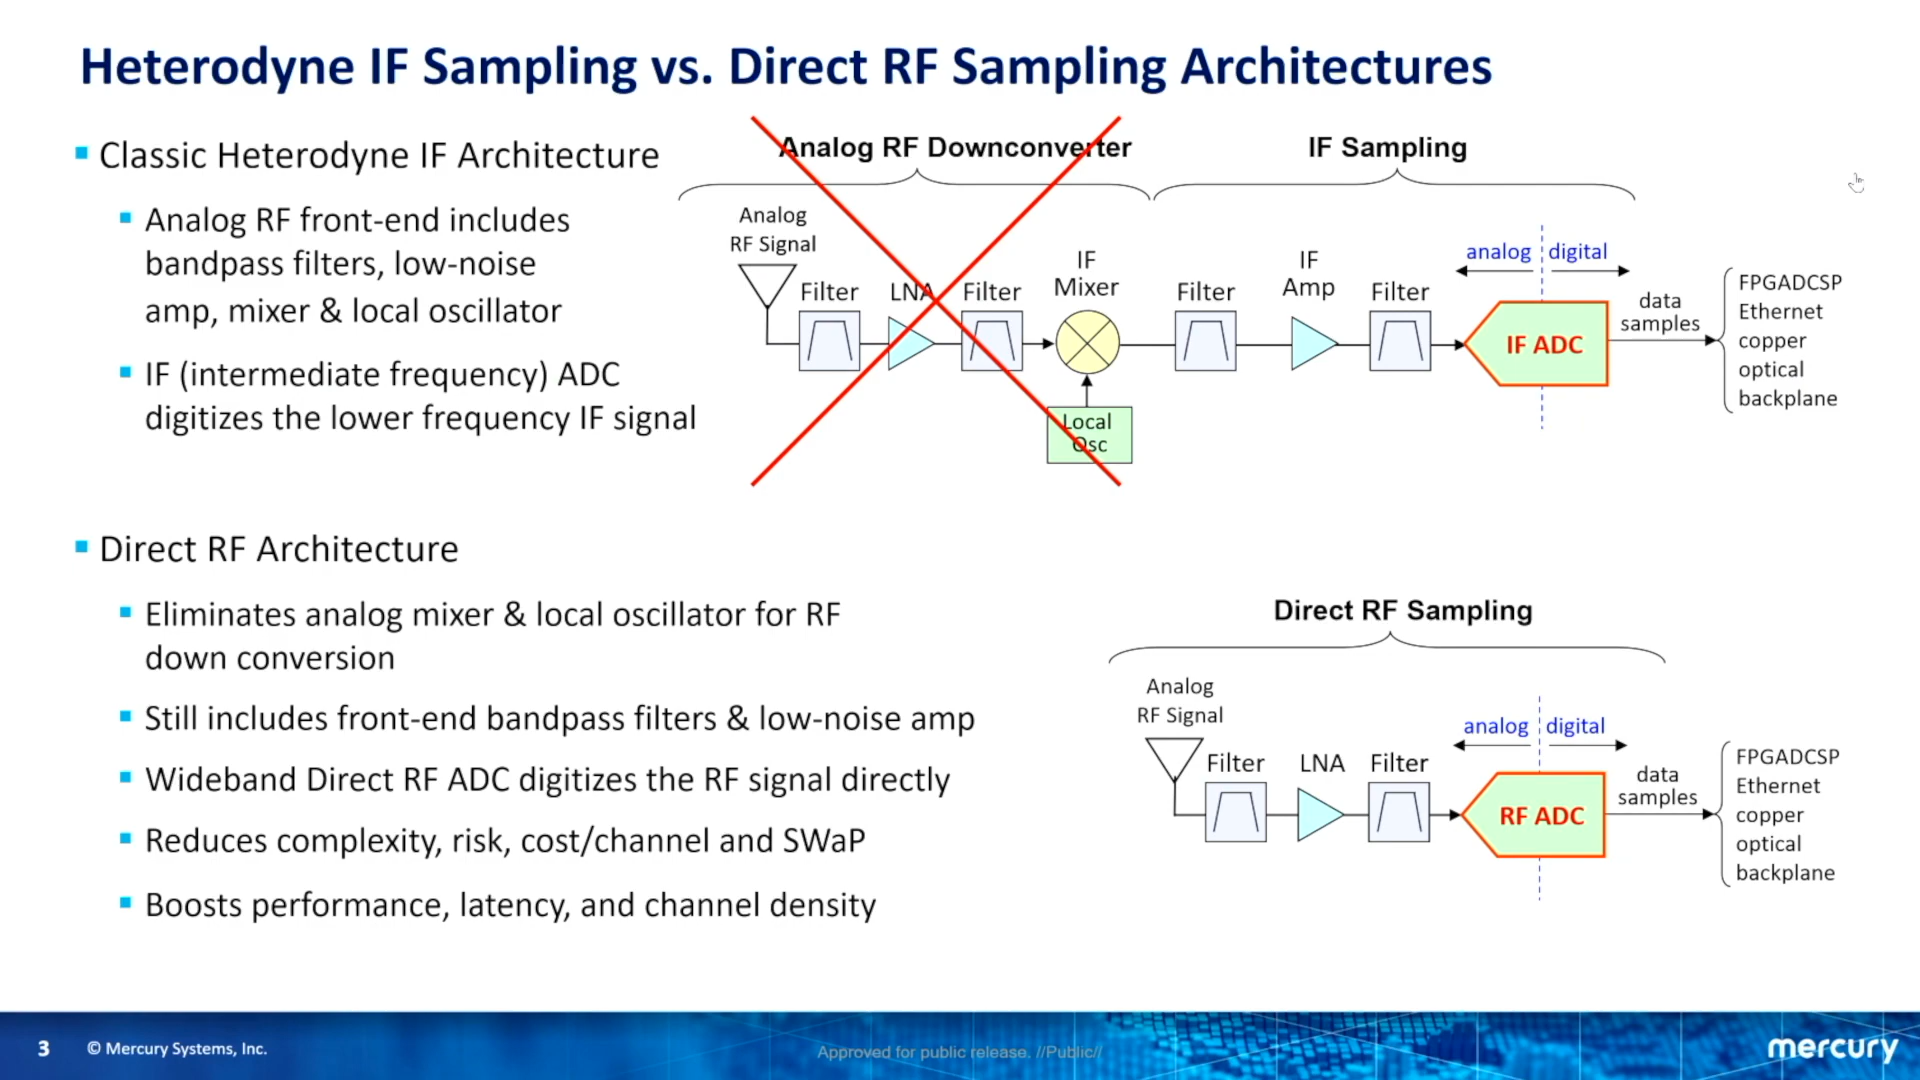 Heterodyne IF Sampling vs. Direct RF Sampling Architectures
Classic Heterodyne IF Architecture
Analog RF front-end includes
bandpass filters, low-noise
amp, mixer & local oscillator
IF (intermediate frequency) ADC
digitizes the lower frequency IF signal
Analog RF Downconverter
IF Sampling
Analog
RF Signal
Filter
LNA
Filter
IF
Mixer
Local
Osc
Filter
IF
Amp
Filter
analog
digital
IF ADC
data
samples
FPGADCSP
Ethernet
copper
optical
backplane
Direct RF Architecture
Eliminates analog mixer & local oscillator for RF
down conversion
Still includes front-end bandpass filters & low-noise amp
Wideband Direct RF ADC digitizes the RF signal directly
Reduces complexity, risk, cost/channel and SWaP
Boosts performance, latency, and channel density
Direct RF Sampling
Analog
RF Signal
Filter
LNA
Filter
analog
digital
RF ADC
data
samples
FPGADCSP
Ethernet
copper
optical
backplane
3
© Mercury Systems, Inc.
Approved for public release. //Public//
mercury